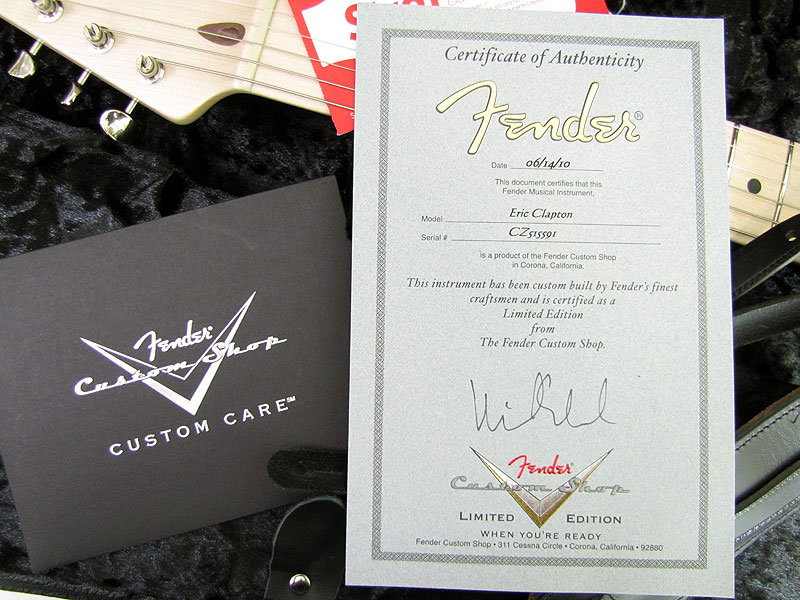 Certificate of Authenticity
Fender®
Date 06/14/10
This document certifies that this
Fender Musical Instrument,
Model Eric Clapton
Serial # CZ515591
is a product of the Fender Custom Shop
in Corona, California.
This instrument has been custom built by Fender's finest
craftsmen and is certified as a
Limited Edition
from
The Fender Custom Shop.
Fender
Custom Shop
LIMITED EDITION
WHEN YOU'RE READY
Fender Custom Shop • 311 Cessna Circle • Corona, California • 92880
Fender
Custom Shop
CUSTOM CARE℠